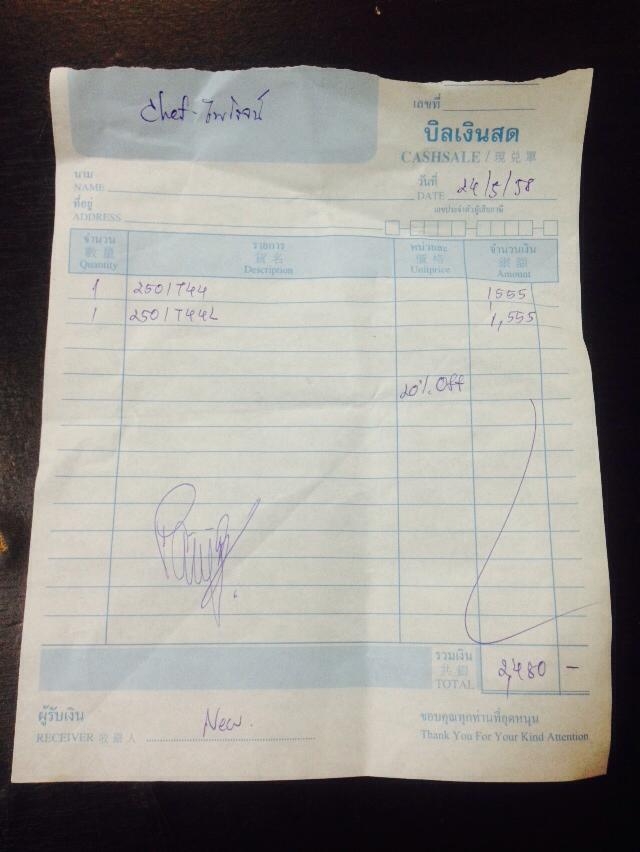 Chef-ไพโรจน์
เลขที่
บิลเงินสด
CASHSALE / 現兌單
นาม
NAME
วันที่
DATE 24/5/58
ที่อยู่
ADDRESS
เลขประจำตัวผู้เสียภาษี
จำนวน รายการ หน่วยละ จำนวนเงิน
數量 貨名 價格 銀額
Quantity Description Unitprice Amount
1 2501744 1555
1 2501744L 1,555
20% Off
รวมเงิน
共銀
TOTAL 2,480 -
ผู้รับเงิน
RECEIVER 收銀人 New.
ขอบคุณทุกท่านที่อุดหนุน
Thank You For Your Kind Attention